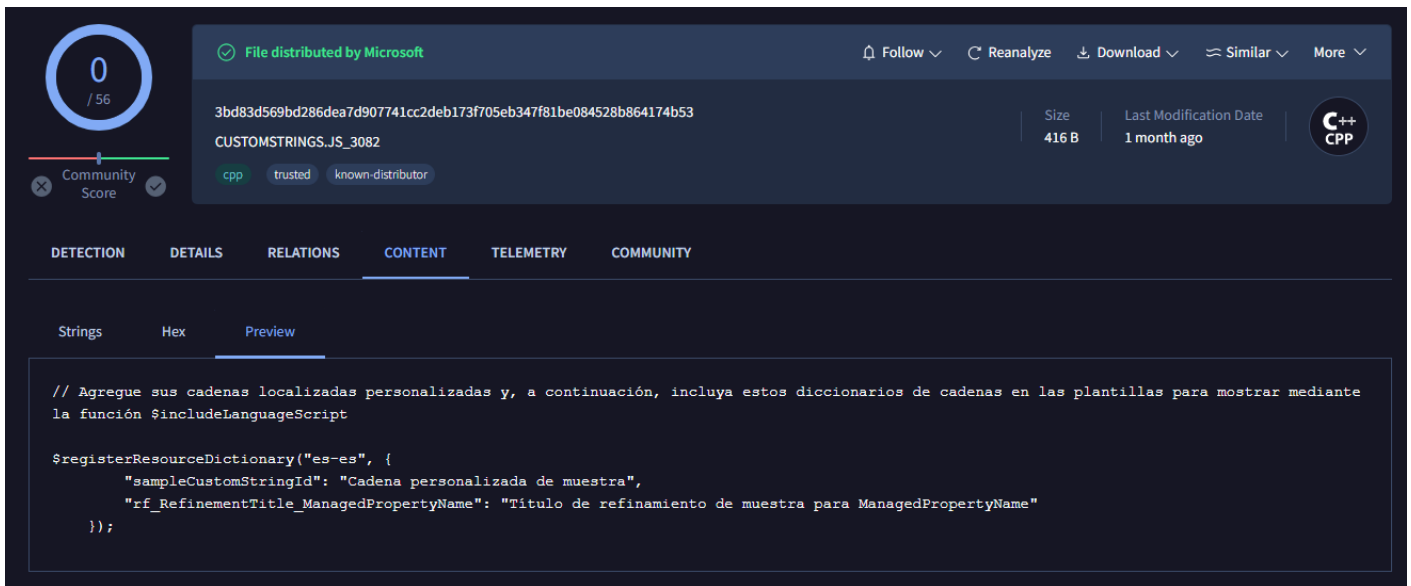 0
/ 56
Community
Score
File distributed by Microsoft
Follow
Reanalyze
Download
Similar
More
3bd83d569bd286dea7d907741cc2deb173f705eb347f81be084528b864174b53
CUSTOMSTRINGS.JS_3082
cpp
trusted
known-distributor
Size
416 B
Last Modification Date
1 month ago
C++
CPP
DETECTION
DETAILS
RELATIONS
CONTENT
TELEMETRY
COMMUNITY
Strings
Hex
Preview
// Agregue sus cadenas localizadas personalizadas y, a continuación, incluya estos diccionarios de cadenas en las plantillas para mostrar mediante
la función $includeLanguageScript
$registerResourceDictionary("es-es", {
"sampleCustomStringId": "Cadena personalizada de muestra",
"rf_RefinementTitle_ManagedPropertyName": "Título de refinamiento de muestra para ManagedPropertyName"
});